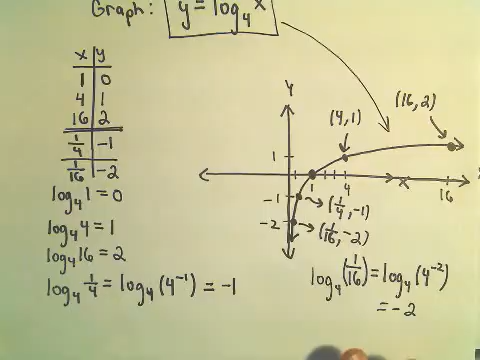 Graph: y = log₄ x
x y
1 0
4 1
16 2
1/4 -1
1/16 -2
log₄ 1 = 0
log₄ 4 = 1
log₄ 16 = 2
log₄ 1/4 = log₄ (4⁻¹) = -1
y
(4, 1)
(16, 2)
1
1
4
x
16
-1
(1/4, -1)
-2
(1/16, -2)
log₄ (1/16) = log₄ (4⁻²)
= -2